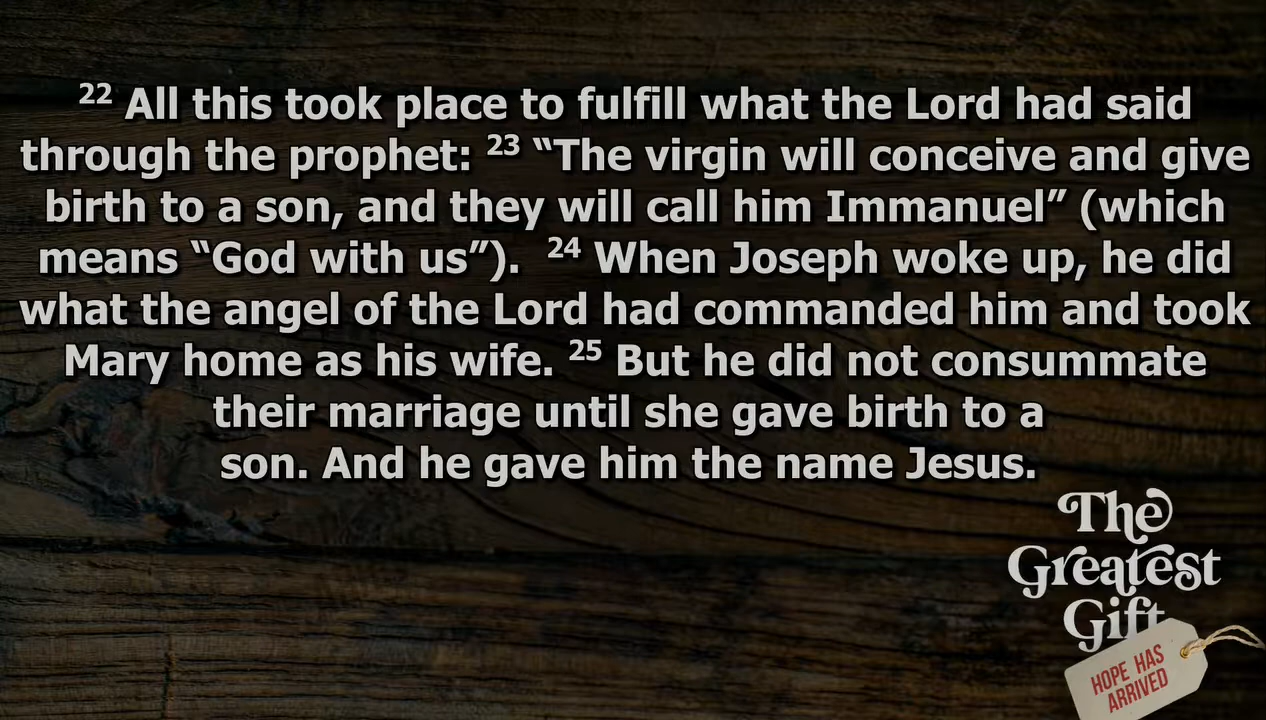 22 All this took place to fulfill what the Lord had said
through the prophet: 23 “The virgin will conceive and give
birth to a son, and they will call him Immanuel” (which
means “God with us”).  24 When Joseph woke up, he did
what the angel of the Lord had commanded him and took
Mary home as his wife. 25 But he did not consummate
their marriage until she gave birth to a
son. And he gave him the name Jesus.
The
Greatest
Gift
HOPE HAS
ARRIVED